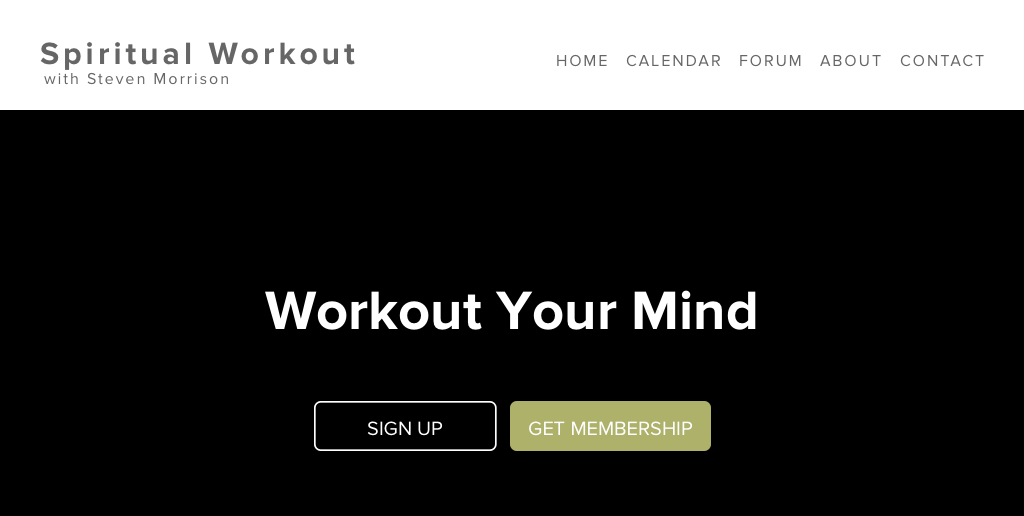 Spiritual Workout
with Steven Morrison
HOME CALENDAR FORUM ABOUT CONTACT
Workout Your Mind
SIGN UP GET MEMBERSHIP